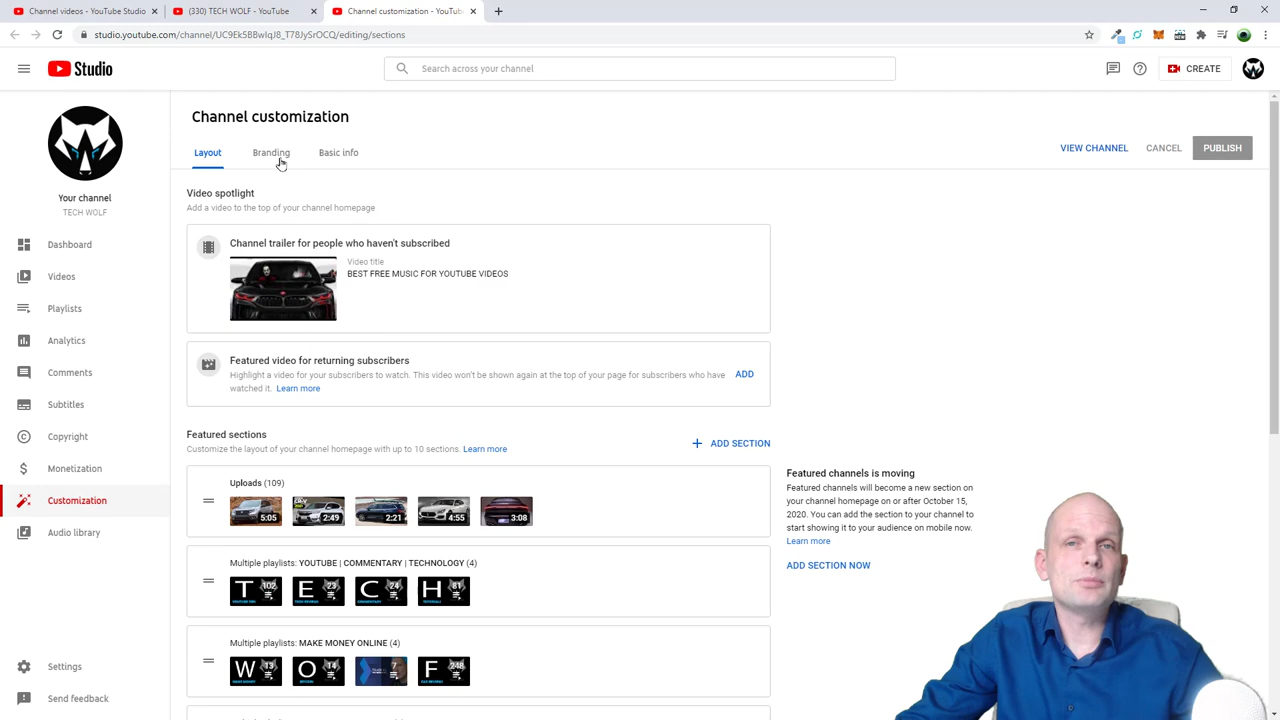 Channel videos - YouTube Studio
(330) TECH WOLF - YouTube
Channel customization - YouTube
studio.youtube.com/channel/UC9Ek5BBwIqJ8_T78JySrOCQ/editing/sections
Studio
Search across your channel
CREATE
Channel customization
Layout
Branding
Basic info
VIEW CHANNEL
CANCEL
PUBLISH
Your channel
TECH WOLF
Dashboard
Videos
Playlists
Analytics
Comments
Subtitles
Copyright
Monetization
Customization
Audio library
Settings
Send feedback
Video spotlight
Add a video to the top of your channel homepage
Channel trailer for people who haven't subscribed
Video title
BEST FREE MUSIC FOR YOUTUBE VIDEOS
Featured video for returning subscribers
Highlight a video for your subscribers to watch. This video won't be shown again at the top of your page for subscribers who have
watched it. Learn more
ADD
Featured sections
Customize the layout of your channel homepage with up to 10 sections. Learn more
ADD SECTION
Uploads (109)
5:05
2:49
2:21
4:55
3:08
Multiple playlists: YOUTUBE | COMMENTARY | TECHNOLOGY (4)
T 102
E 23
C 24
H 81
Multiple playlists: MAKE MONEY ONLINE (4)
W 13
O 14
7
F 248
Featured channels is moving
Featured channels will become a new section on
your channel homepage on or after October 15,
2020. You can add the section to your channel to
start showing it to your audience on mobile now.
Learn more
ADD SECTION NOW